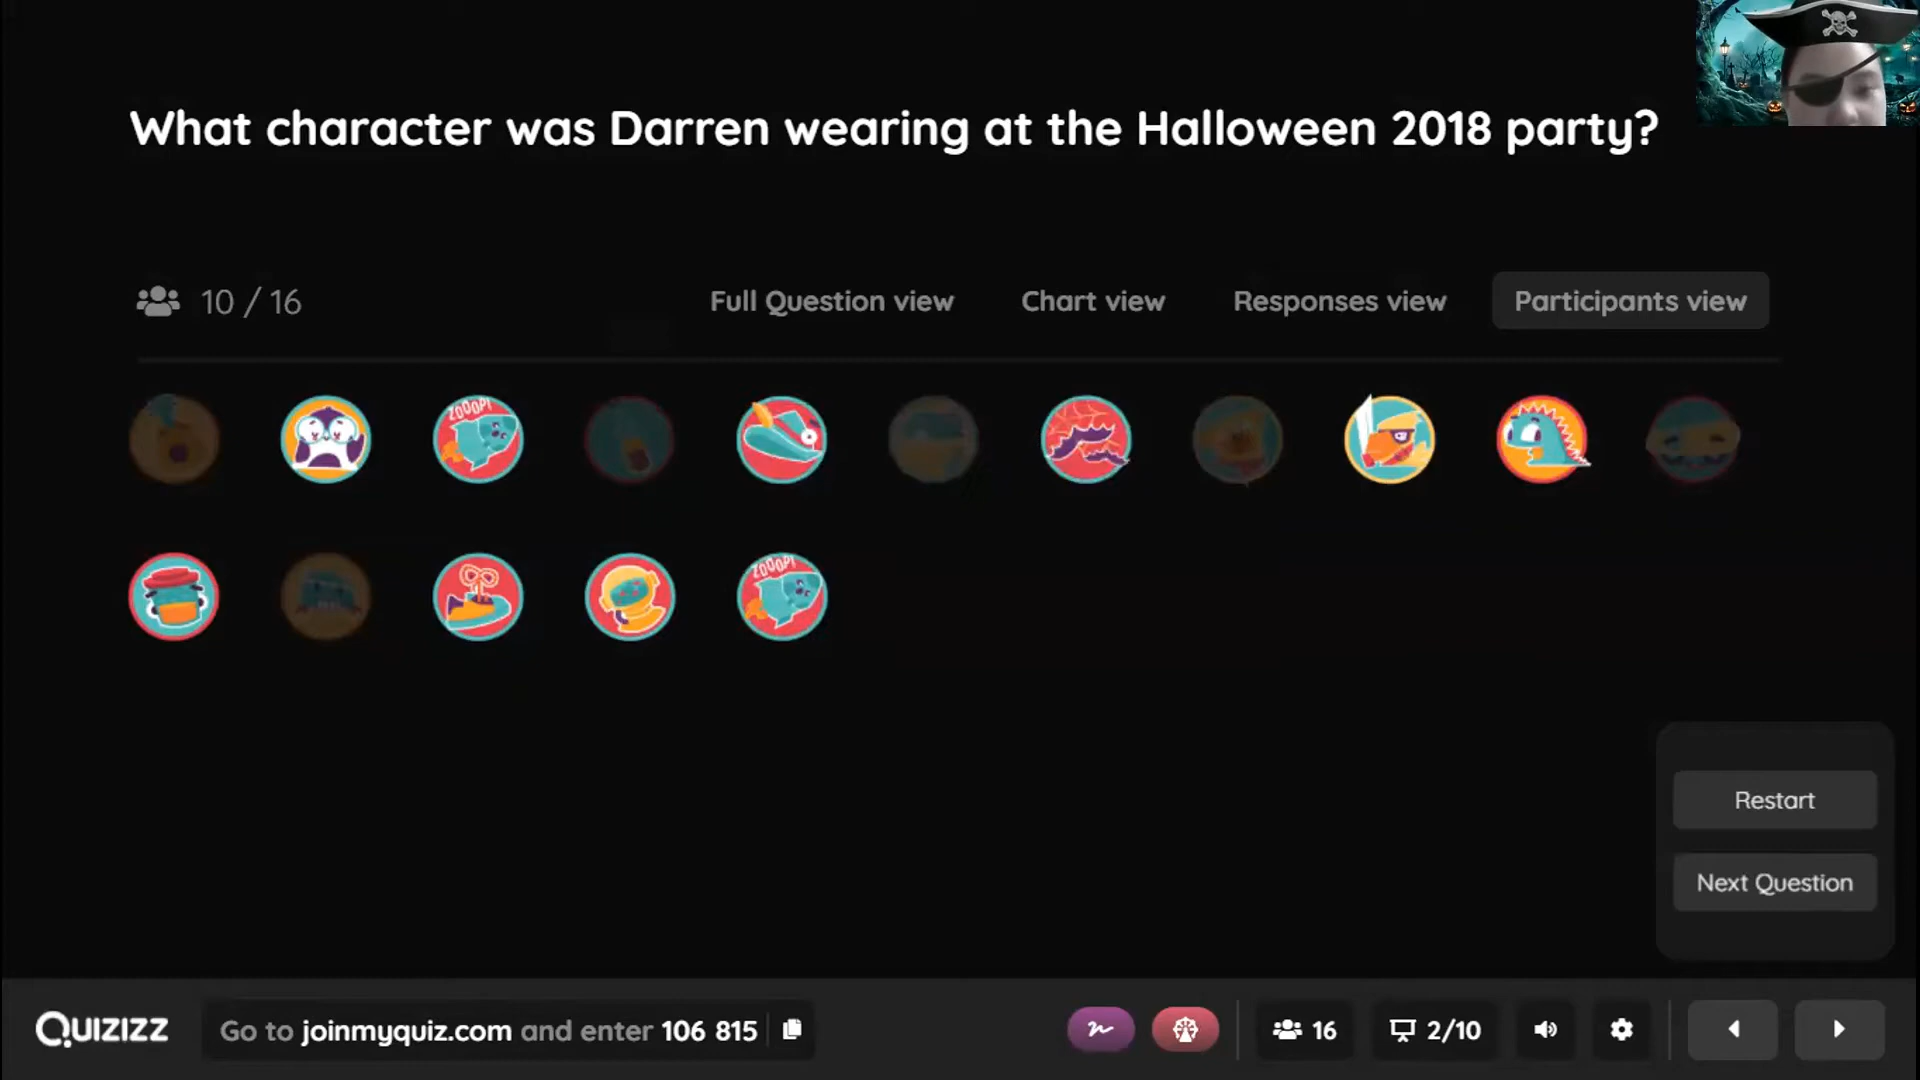 What character was Darren wearing at the Halloween 2018 party?
10 / 16
Full Question view
Chart view
Responses view
Participants view
ZOOOP!
ZOOOP!
Restart
Next Question
QUIZIZZ
Go to joinmyquiz.com and enter 106 815
16
2/10